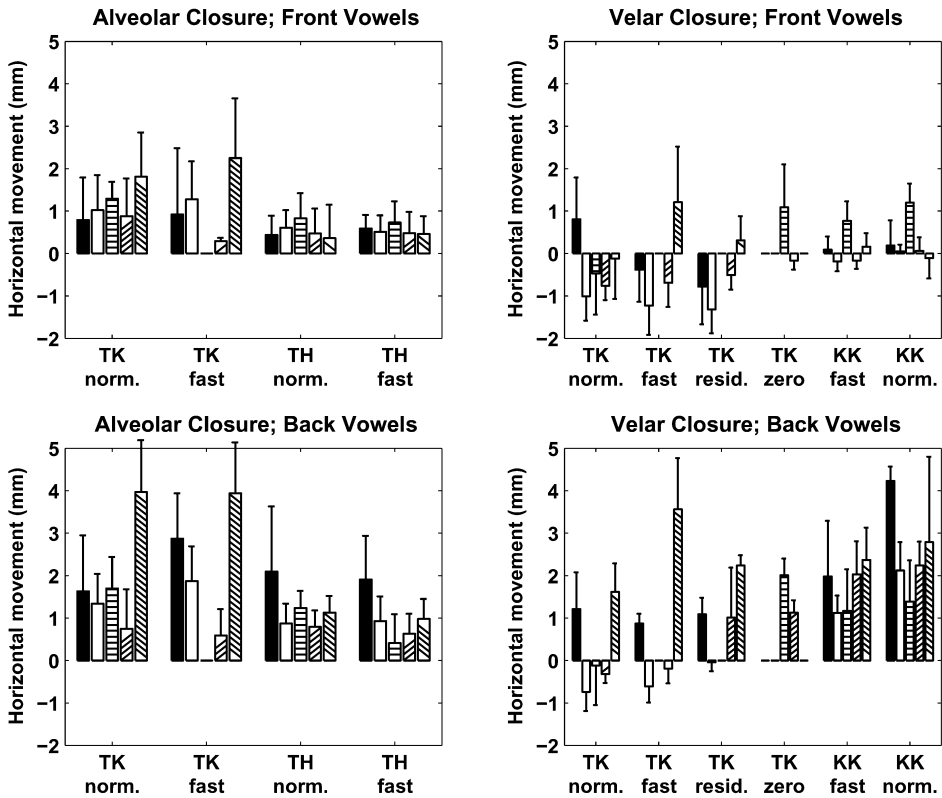 Alveolar Closure; Front Vowels
Horizontal movement (mm)
5
4
3
2
1
0
−1
−2
TK TK TH TH
norm. fast norm. fast
Velar Closure; Front Vowels
Horizontal movement (mm)
5
4
3
2
1
0
−1
−2
TK TK TK TK KK KK
norm. fast resid. zero fast norm.
Alveolar Closure; Back Vowels
Horizontal movement (mm)
5
4
3
2
1
0
−1
−2
TK TK TH TH
norm. fast norm. fast
Velar Closure; Back Vowels
Horizontal movement (mm)
5
4
3
2
1
0
−1
−2
TK TK TK TK KK KK
norm. fast resid. zero fast norm.